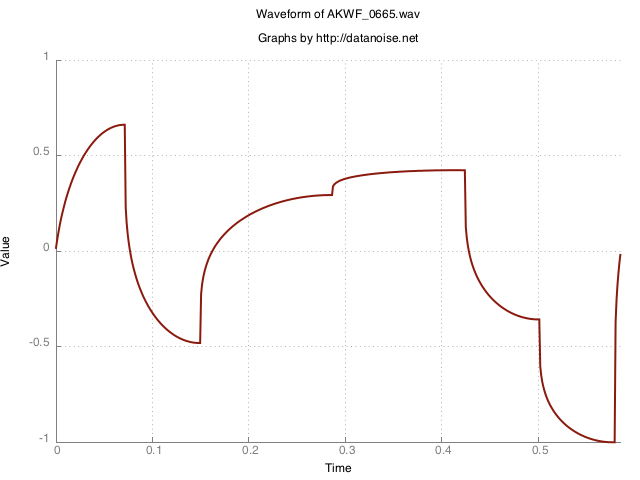 Waveform of AKWF_0665.wav
Graphs by http://datanoise.net
1
0.5
0
-0.5
-1
Value
0 0.1 0.2 0.3 0.4 0.5
Time